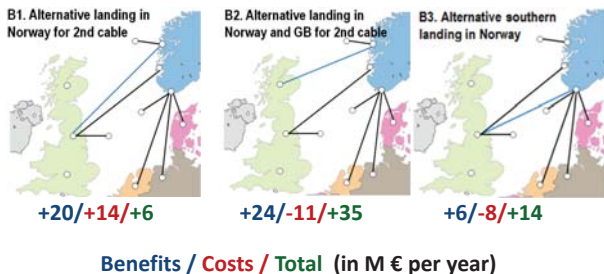 B1. Alternative landing in
Norway for 2nd cable
B2. Alternative landing in
Norway and GB for 2nd cable
B3. Alternative southern
landing in Norway
+20/+14/+6
+24/-11/+35
+6/-8/+14
Benefits / Costs / Total (in M € per year)